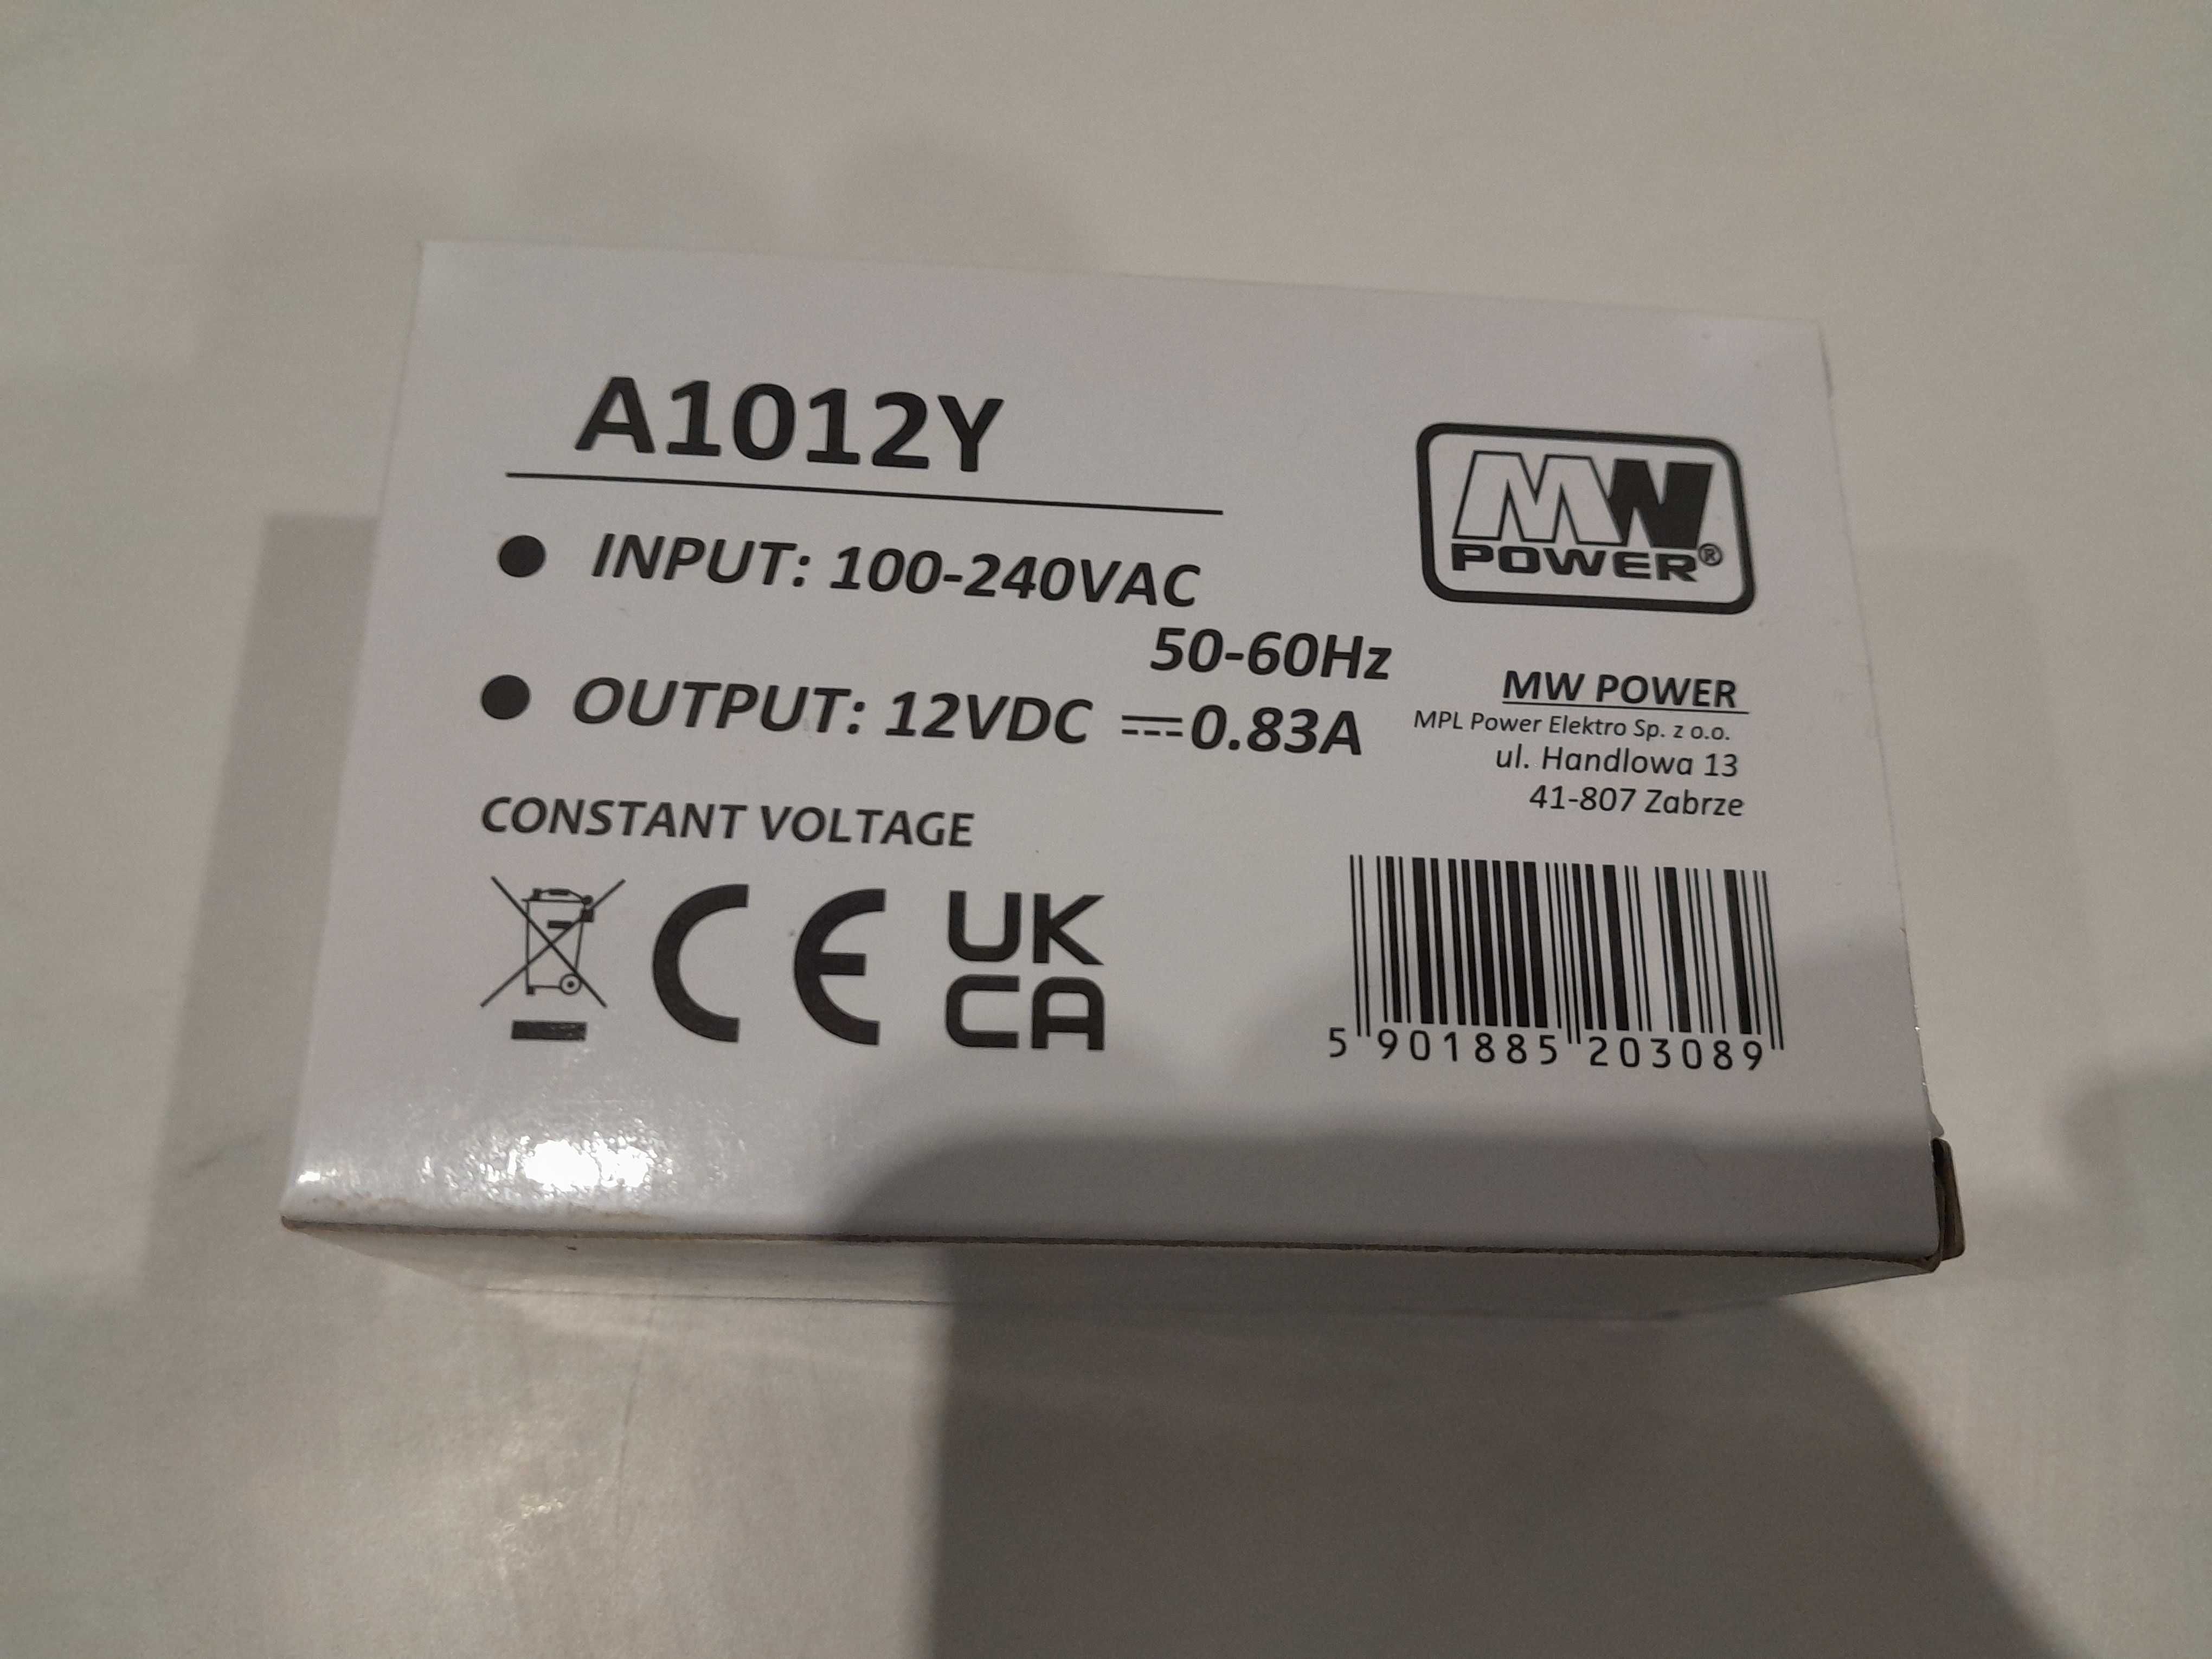 A1012Y
● INPUT: 100-240VAC
50-60Hz
● OUTPUT: 12VDC ⎓0.83A
CONSTANT VOLTAGE
CE
UK
CA
MW
POWER®
MW POWER
MPL Power Elektro Sp. z o.o.
ul. Handlowa 13
41-807 Zabrze
5 901885 203089